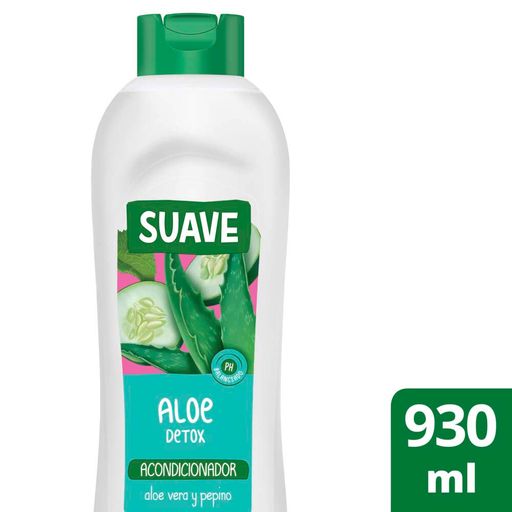 SUAVE
PH
BALANCEADO
ALOE
DETOX
ACONDICIONADOR
aloe vera y pepino
930
ml